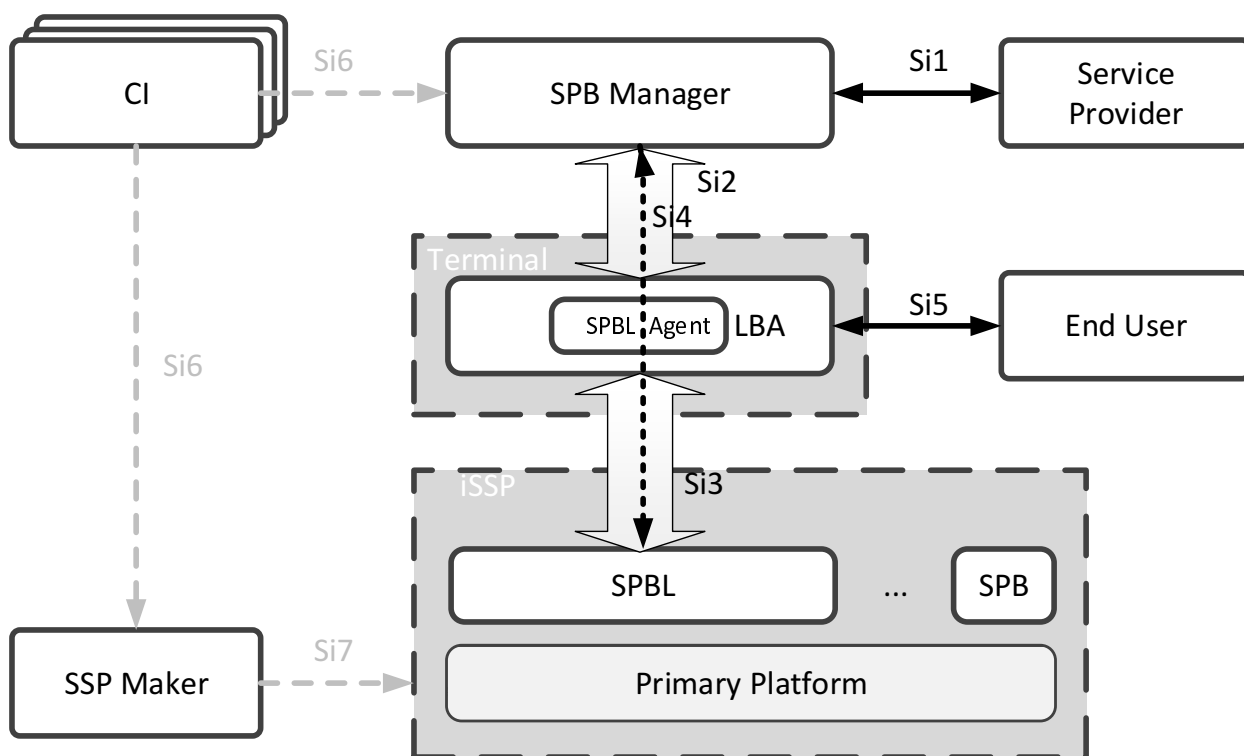 CI
Si6
SPB Manager
Si1
Service
Provider
Si2
Si4
Terminal
SPBL Agent
LBA
Si5
End User
Si6
Si3
iSSP
SPBL
...
SPB
SSP Maker
Si7
Primary Platform